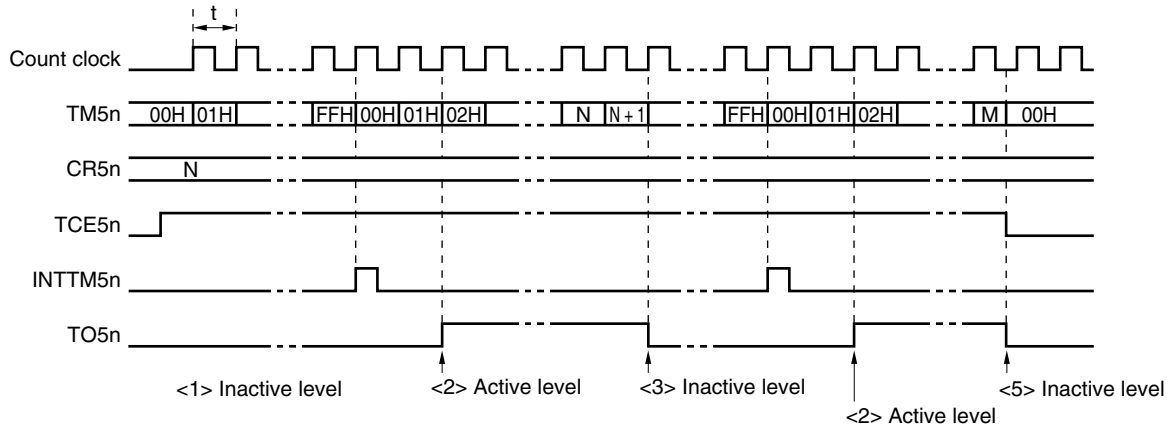 t
Count clock
TM5n 00H 01H FFH 00H 01H 02H N N + 1 FFH 00H 01H 02H M 00H
CR5n N
TCE5n
INTTM5n
TO5n
<1> Inactive level <2> Active level <3> Inactive level <5> Inactive level
<2> Active level